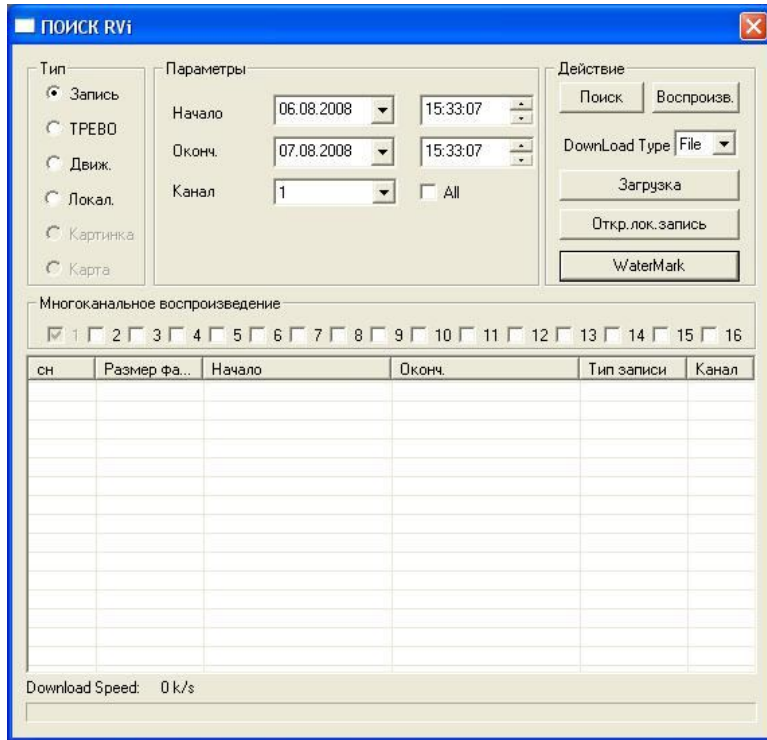 ПОИСК RVi
Тип
Запись
ТРЕВО
Движ.
Локал.
Картинка
Карта
Параметры
Начало 06.08.2008 15:33:07
Оконч. 07.08.2008 15:33:07
Канал 1 All
Действие
Поиск Воспроизв.
DownLoad Type File
Загрузка
Откр.лок.запись
WaterMark
Многоканальное воспроизведение
1 2 3 4 5 6 7 8 9 10 11 12 13 14 15 16
сн Размер фа... Начало Оконч. Тип записи Канал
Download Speed: 0 k/s